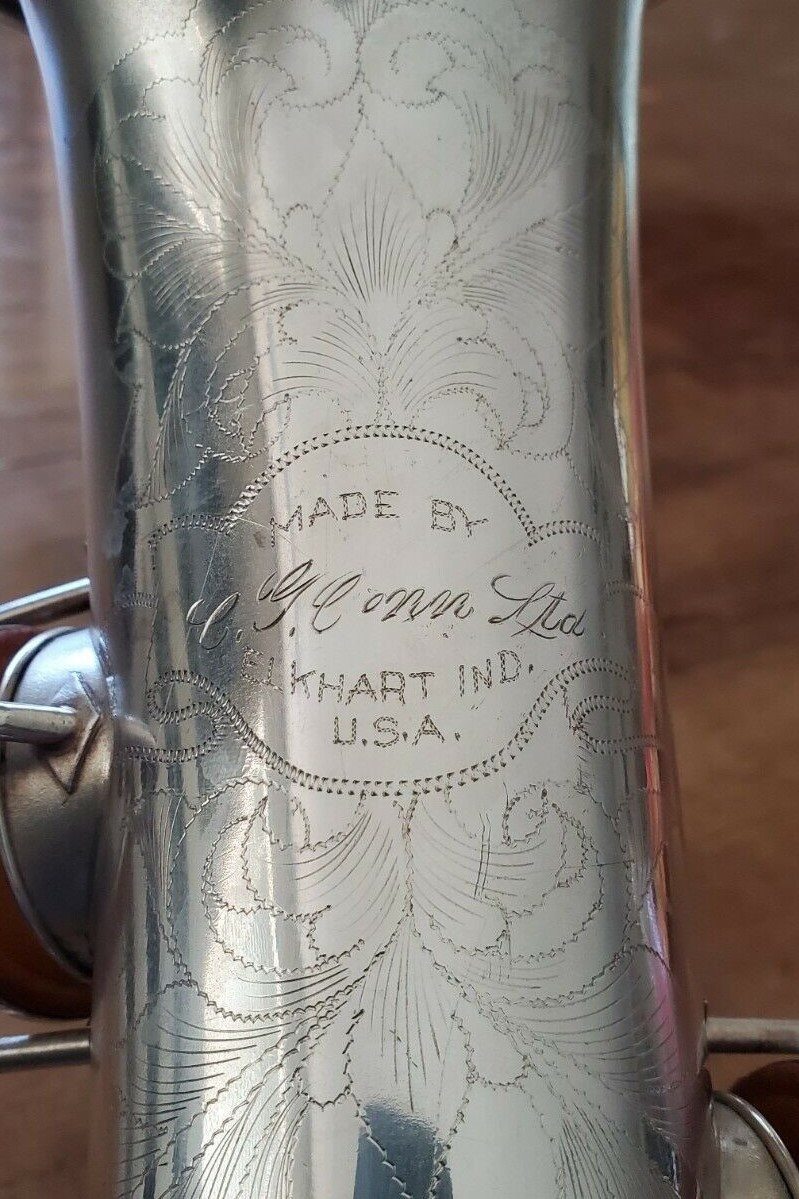 MADE BY
C. G. Conn Ltd
ELKHART IND.
U.S.A.